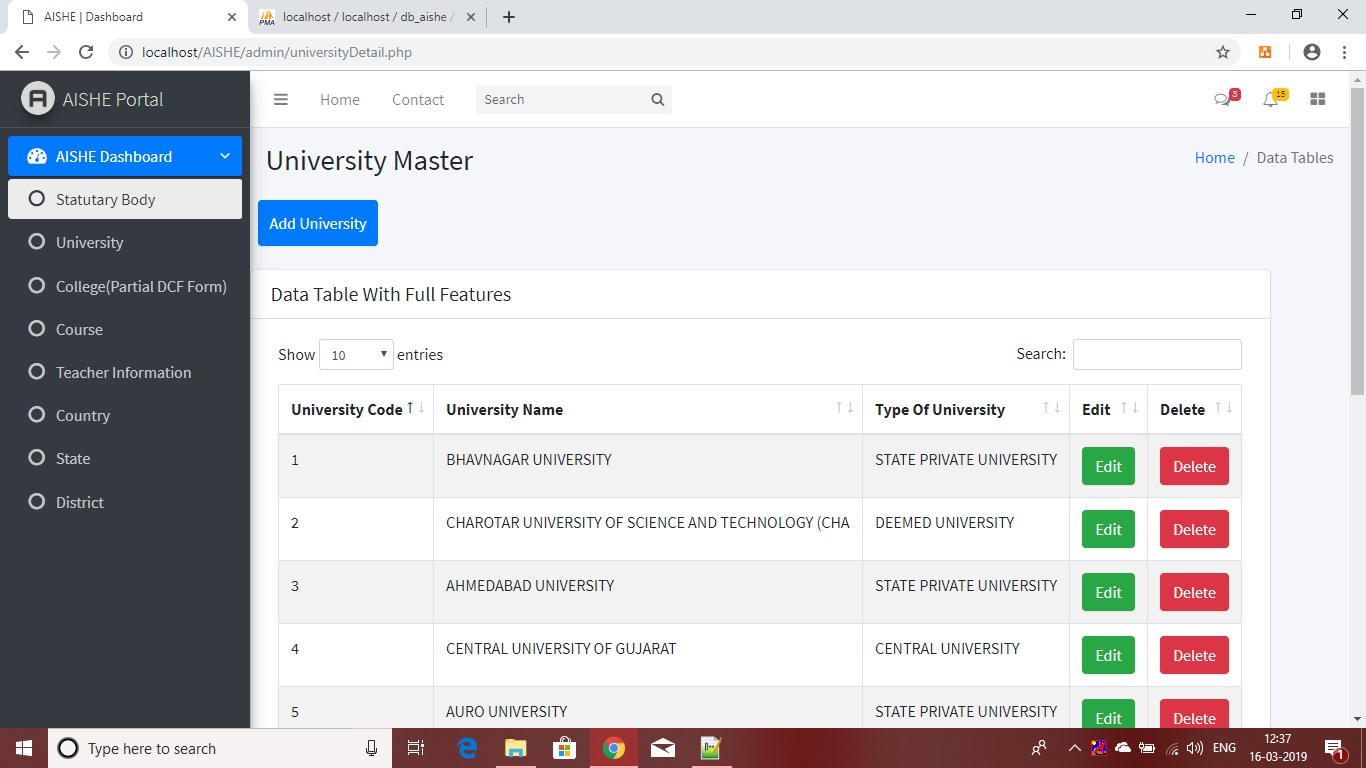 AISHE | Dashboard
localhost / localhost / db_aishe /
localhost/AISHE/admin/universityDetail.php
AISHE Portal
Home Contact Search 3 15
AISHE Dashboard
Statutary Body
University
College(Partial DCF Form)
Course
Teacher Information
Country
State
District
University Master
Home / Data Tables
Add University
Data Table With Full Features
Show 10 entries Search:
University Code University Name Type Of University Edit Delete
1 BHAVNAGAR UNIVERSITY STATE PRIVATE UNIVERSITY Edit Delete
2 CHAROTAR UNIVERSITY OF SCIENCE AND TECHNOLOGY (CHA DEEMED UNIVERSITY Edit Delete
3 AHMEDABAD UNIVERSITY STATE PRIVATE UNIVERSITY Edit Delete
4 CENTRAL UNIVERSITY OF GUJARAT CENTRAL UNIVERSITY Edit Delete
5 AURO UNIVERSITY STATE PRIVATE UNIVERSITY Edit Delete
Type here to search
ENG
12:37
16-03-2019
1